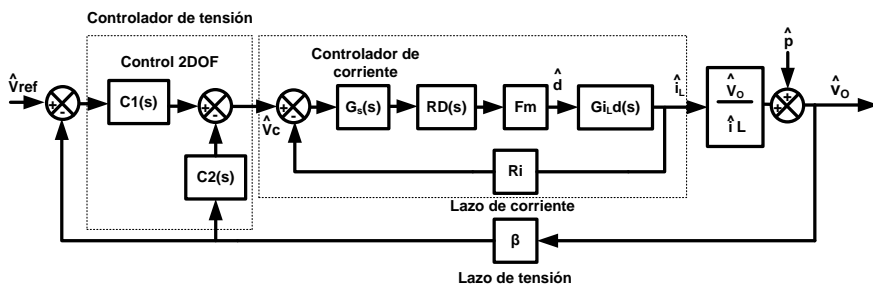 Controlador de tensión
Control 2DOF
Controlador de
corriente
V̂ref
C1(s)
V̂c
Gs(s)
RD(s)
Fm
d̂
GiLd(s)
îL
V̂o
î L
p̂
v̂o
C2(s)
Ri
Lazo de corriente
β
Lazo de tensión